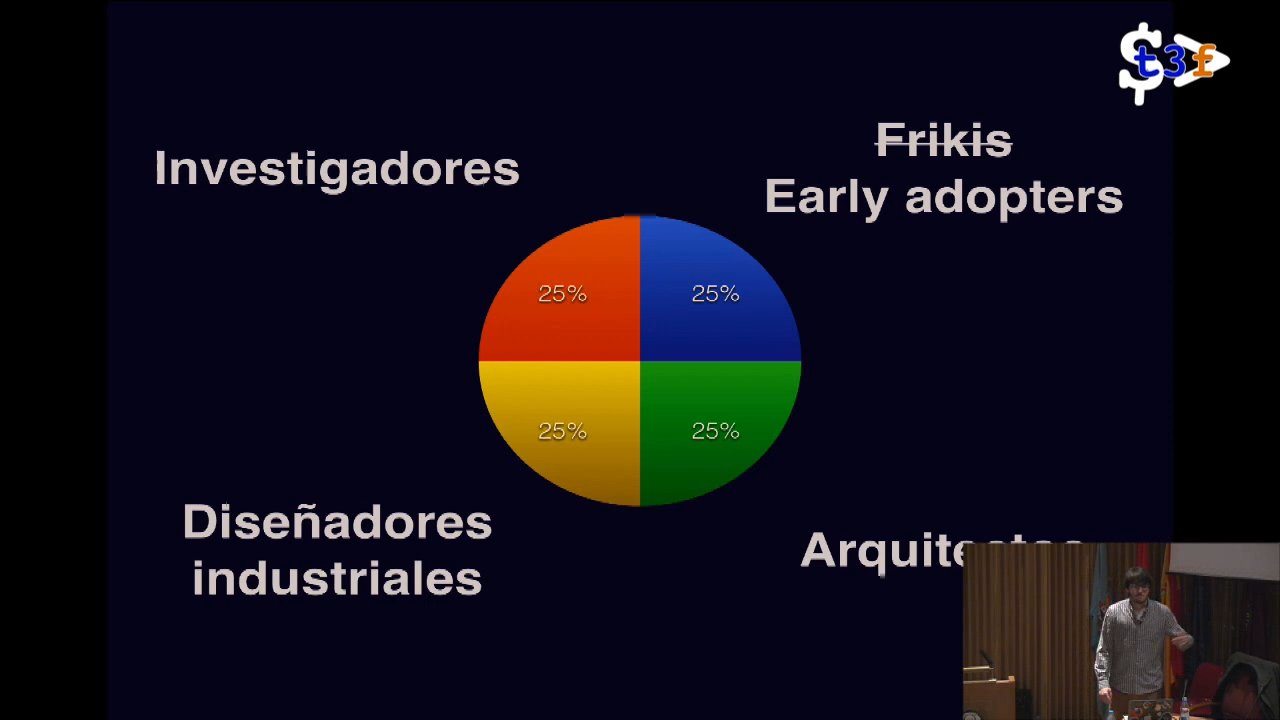 $t3f
Investigadores
Frikis
Early adopters
25%
25%
25%
25%
Diseñadores
industriales